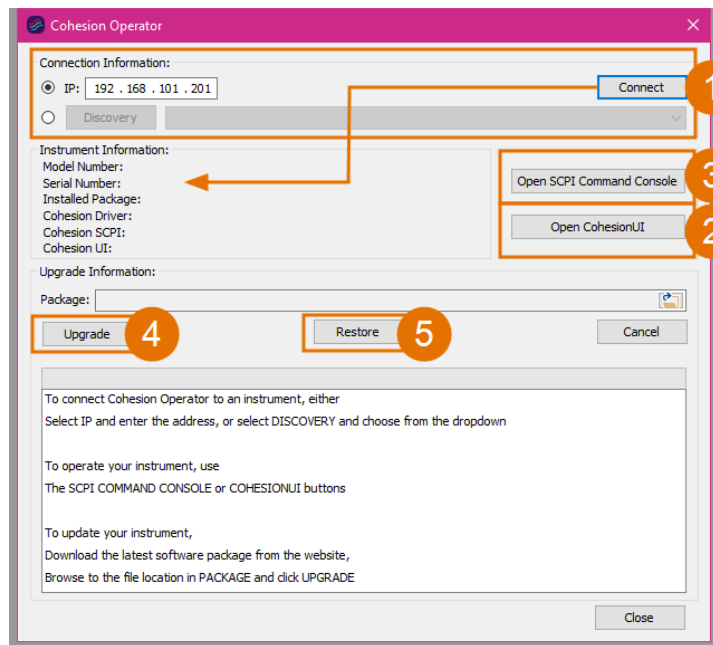 Cohesion Operator
Connection Information:
IP: 192 . 168 . 101 . 201 Connect
1
Discovery
Instrument Information:
Model Number:
Serial Number:
Installed Package:
Cohesion Driver:
Cohesion SCPI:
Cohesion UI:
Open SCPI Command Console
3
Open CohesionUI
2
Upgrade Information:
Package:
Upgrade 4 Restore 5 Cancel
To connect Cohesion Operator to an instrument, either
Select IP and enter the address, or select DISCOVERY and choose from the dropdown
To operate your instrument, use
The SCPI COMMAND CONSOLE or COHESIONUI buttons
To update your instrument,
Download the latest software package from the website,
Browse to the file location in PACKAGE and click UPGRADE
Close